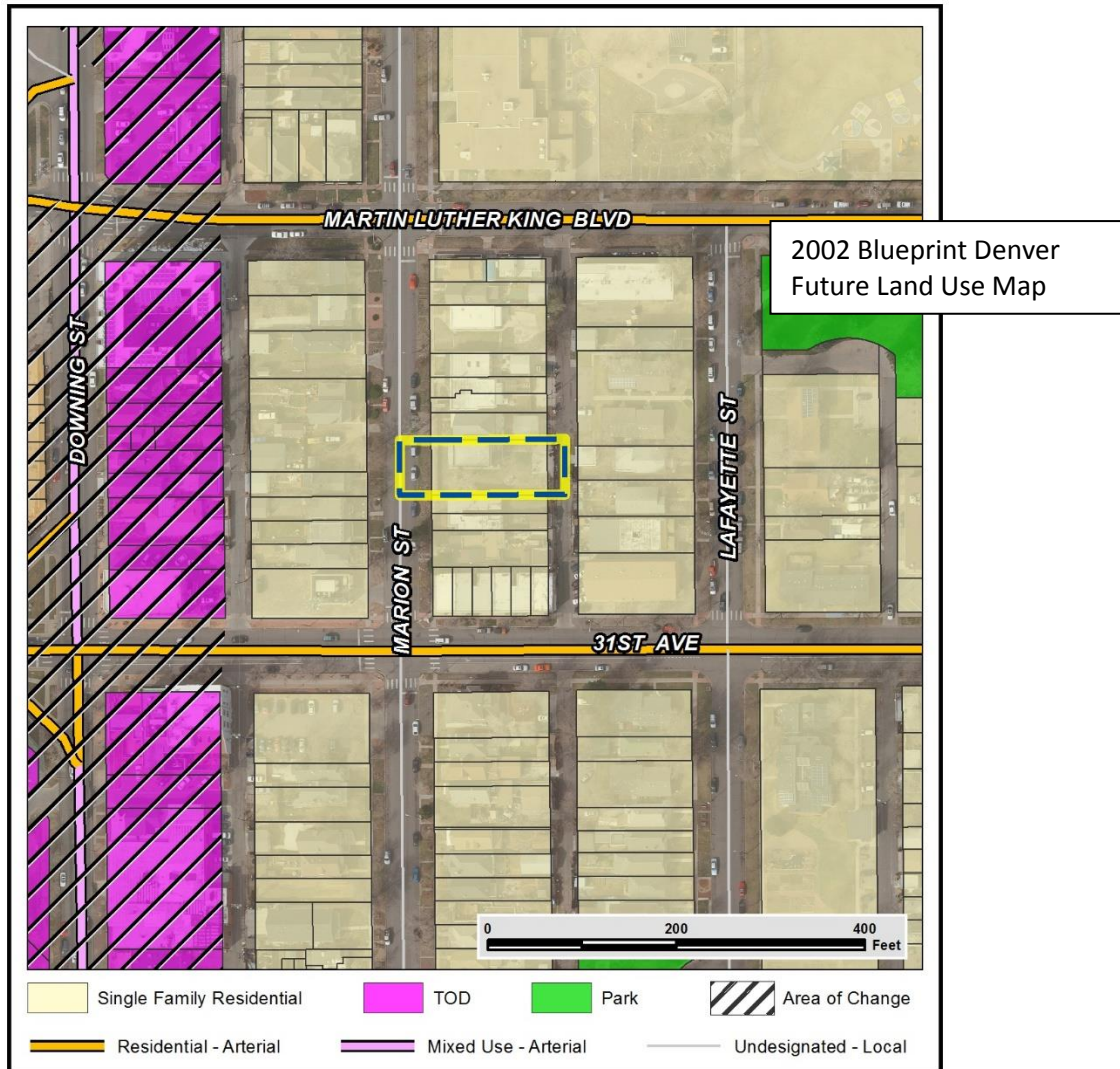 MARTIN LUTHER KING BLVD
2002 Blueprint Denver
Future Land Use Map
DOWNING ST
MARION ST
LAFAYETTE ST
31ST AVE
0 200 400
Feet
Single Family Residential TOD Park Area of Change
Residential - Arterial Mixed Use - Arterial Undesignated - Local